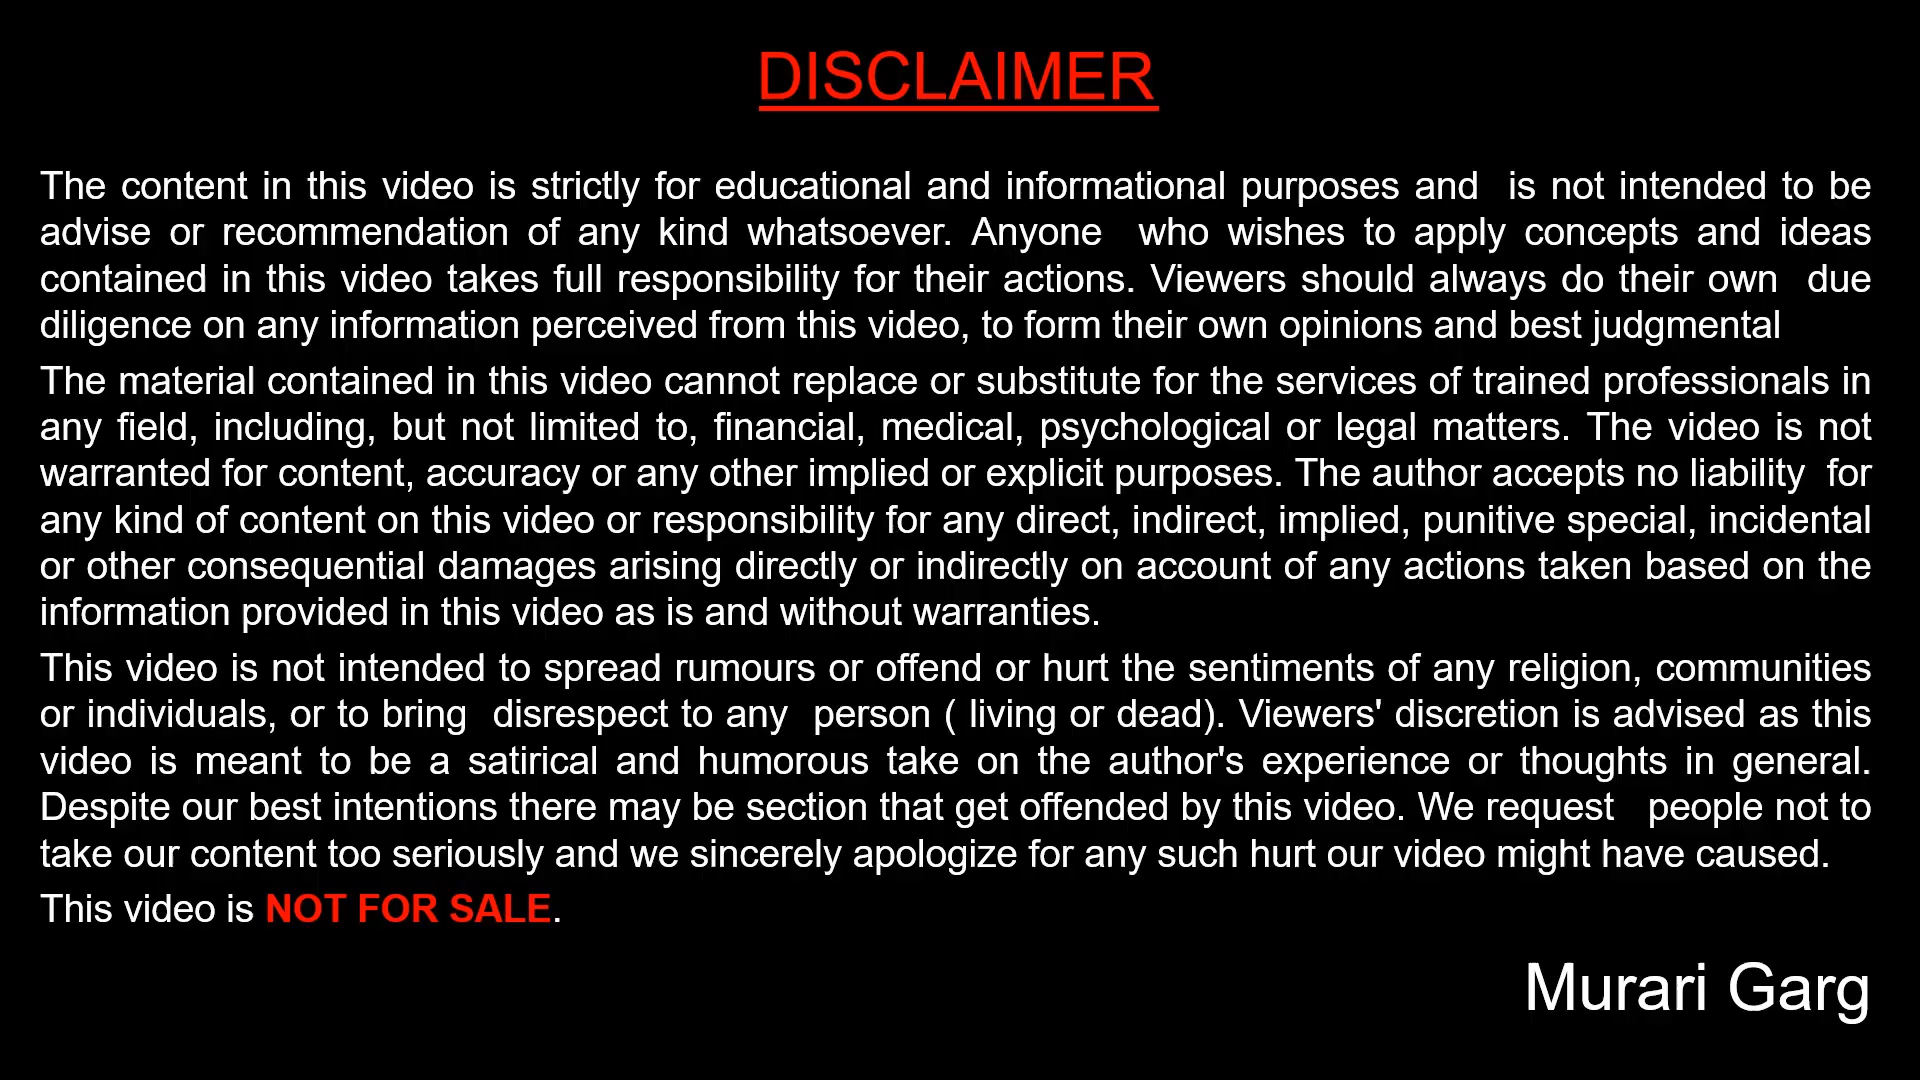 DISCLAIMER
The content in this video is strictly for educational and informational purposes and is not intended to be
advise or recommendation of any kind whatsoever. Anyone who wishes to apply concepts and ideas
contained in this video takes full responsibility for their actions. Viewers should always do their own due
diligence on any information perceived from this video, to form their own opinions and best judgmental
The material contained in this video cannot replace or substitute for the services of trained professionals in
any field, including, but not limited to, financial, medical, psychological or legal matters. The video is not
warranted for content, accuracy or any other implied or explicit purposes. The author accepts no liability for
any kind of content on this video or responsibility for any direct, indirect, implied, punitive special, incidental
or other consequential damages arising directly or indirectly on account of any actions taken based on the
information provided in this video as is and without warranties.
This video is not intended to spread rumours or offend or hurt the sentiments of any religion, communities
or individuals, or to bring disrespect to any person ( living or dead). Viewers' discretion is advised as this
video is meant to be a satirical and humorous take on the author's experience or thoughts in general.
Despite our best intentions there may be section that get offended by this video. We request people not to
take our content too seriously and we sincerely apologize for any such hurt our video might have caused.
This video is NOT FOR SALE.
Murari Garg